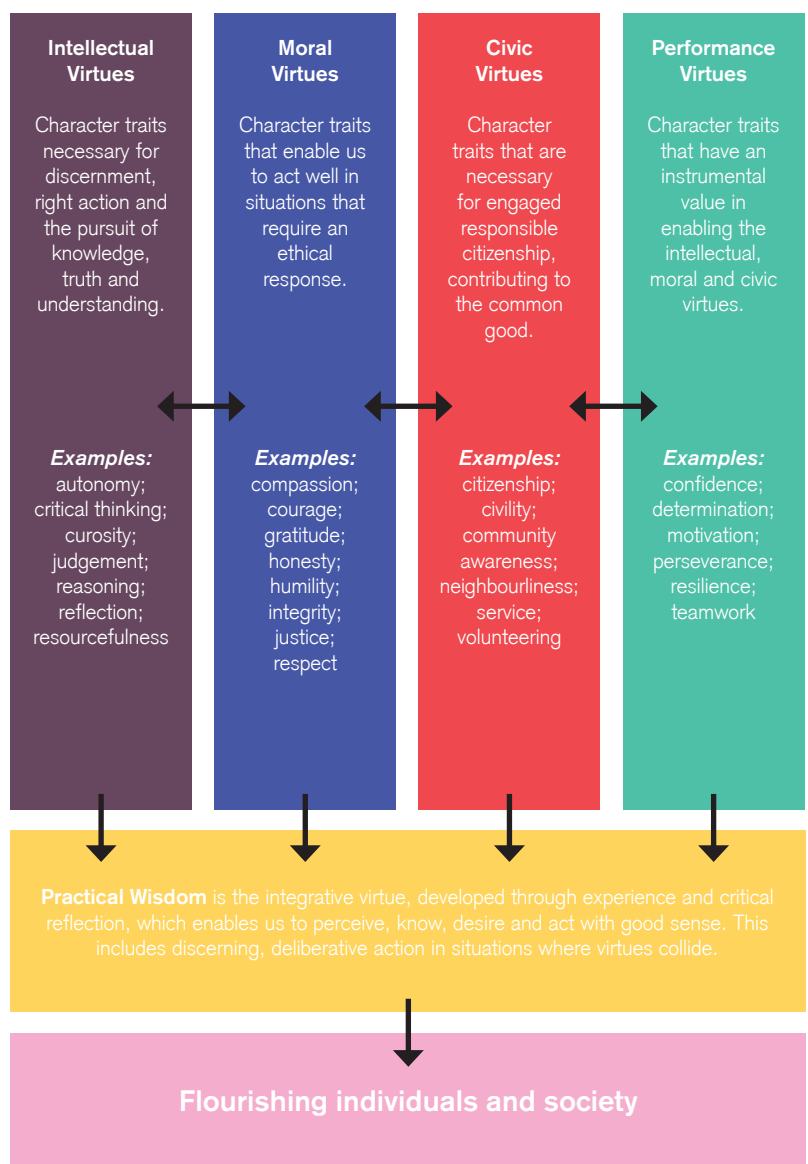 Intellectual
Virtues
Character traits
necessary for
discernment,
right action and
the pursuit of
knowledge,
truth and
understanding.
Examples:
autonomy;
critical thinking;
curosity;
judgement;
reasoning;
reflection;
resourcefulness
Moral
Virtues
Character traits
that enable us
to act well in
situations that
require an
ethical
response.
Examples:
compassion;
courage;
gratitude;
honesty;
humility;
integrity;
justice;
respect
Civic
Virtues
Character
traits that are
necessary
for engaged
responsible
citizenship,
contributing to
the common
good.
Examples:
citizenship;
civility;
community
awareness;
neighbourliness;
service;
volunteering
Performance
Virtues
Character traits
that have an
instrumental
value in
enabling the
intellectual,
moral and civic
virtues.
Examples:
confidence;
determination;
motivation;
perseverance;
resilience;
teamwork
Practical Wisdom is the integrative virtue, developed through experience and critical
reflection, which enables us to perceive, know, desire and act with good sense. This
includes discerning, deliberative action in situations where virtues collide.
Flourishing individuals and society